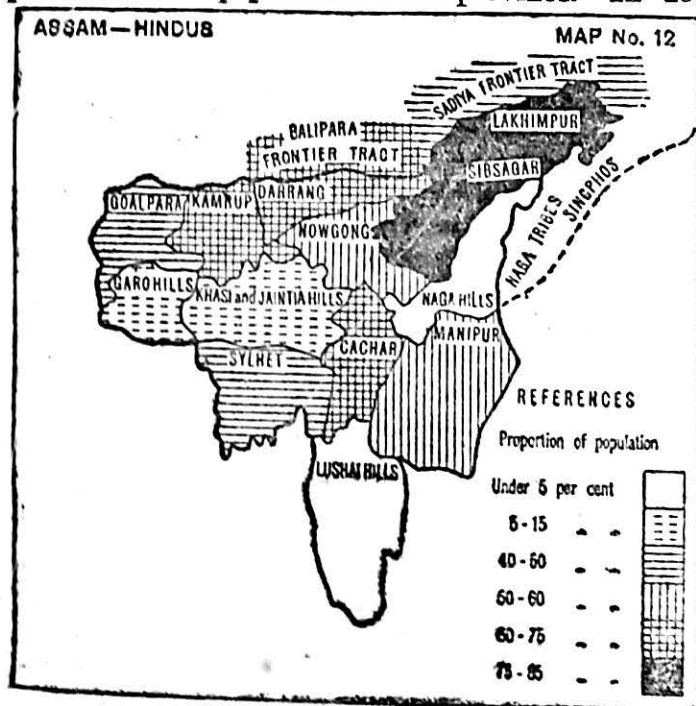 ASSAM—HINDUS
MAP No. 12
SADIYA FRONTIER TRACT
LAKHIMPUR
BALIPARA
FRONTIER TRACT
SIBSAGAR
GOALPARA
KAMRUP
DAHRANG
NOWGONG
NAGA TRIBES
SINGPHOS
GARO HILLS
KHASI and JAINTIA HILLS
NAGA HILLS
MANIPUR
SYLHET
CACHAR
LUSHAI HILLS
REFERENCES
Proportion of population
Under 5 per cent
5-15 " "
40-50 " "
50-60 " "
60-75 " "
75-85 " "